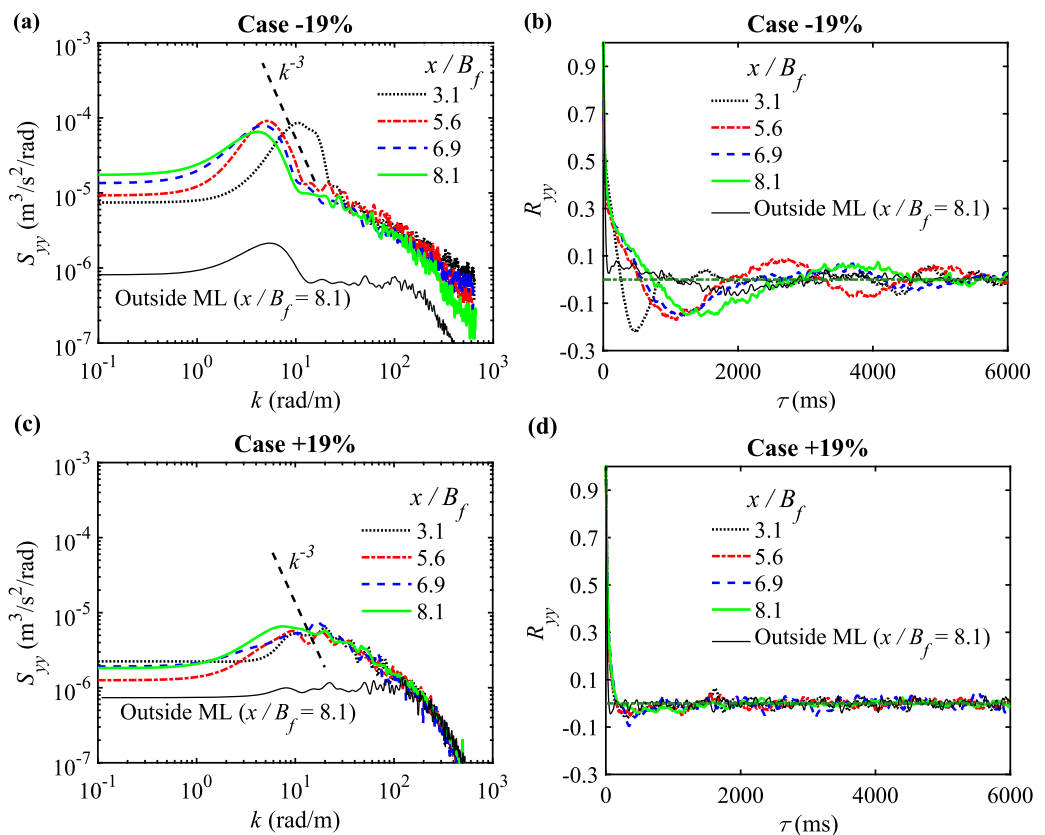 (a)
Case -19%
S_yy (m^3/s^2/rad)
10^-3
10^-4
10^-5
10^-6
10^-7
k^-3
x / B_f
3.1
5.6
6.9
8.1
Outside ML (x / B_f = 8.1)
10^-1
10^0
10^1
10^2
10^3
k (rad/m)
(b)
Case -19%
R_yy
0.9
0.7
0.5
0.3
0.1
-0.1
-0.3
x / B_f
3.1
5.6
6.9
8.1
Outside ML (x / B_f = 8.1)
0
2000
4000
6000
τ (ms)
(c)
Case +19%
S_yy (m^3/s^2/rad)
10^-3
10^-4
10^-5
10^-6
10^-7
k^-3
x / B_f
3.1
5.6
6.9
8.1
Outside ML (x / B_f = 8.1)
10^-1
10^0
10^1
10^2
10^3
k (rad/m)
(d)
Case +19%
R_yy
0.9
0.7
0.5
0.3
0.1
-0.1
-0.3
x / B_f
3.1
5.6
6.9
8.1
Outside ML (x / B_f = 8.1)
0
2000
4000
6000
τ (ms)